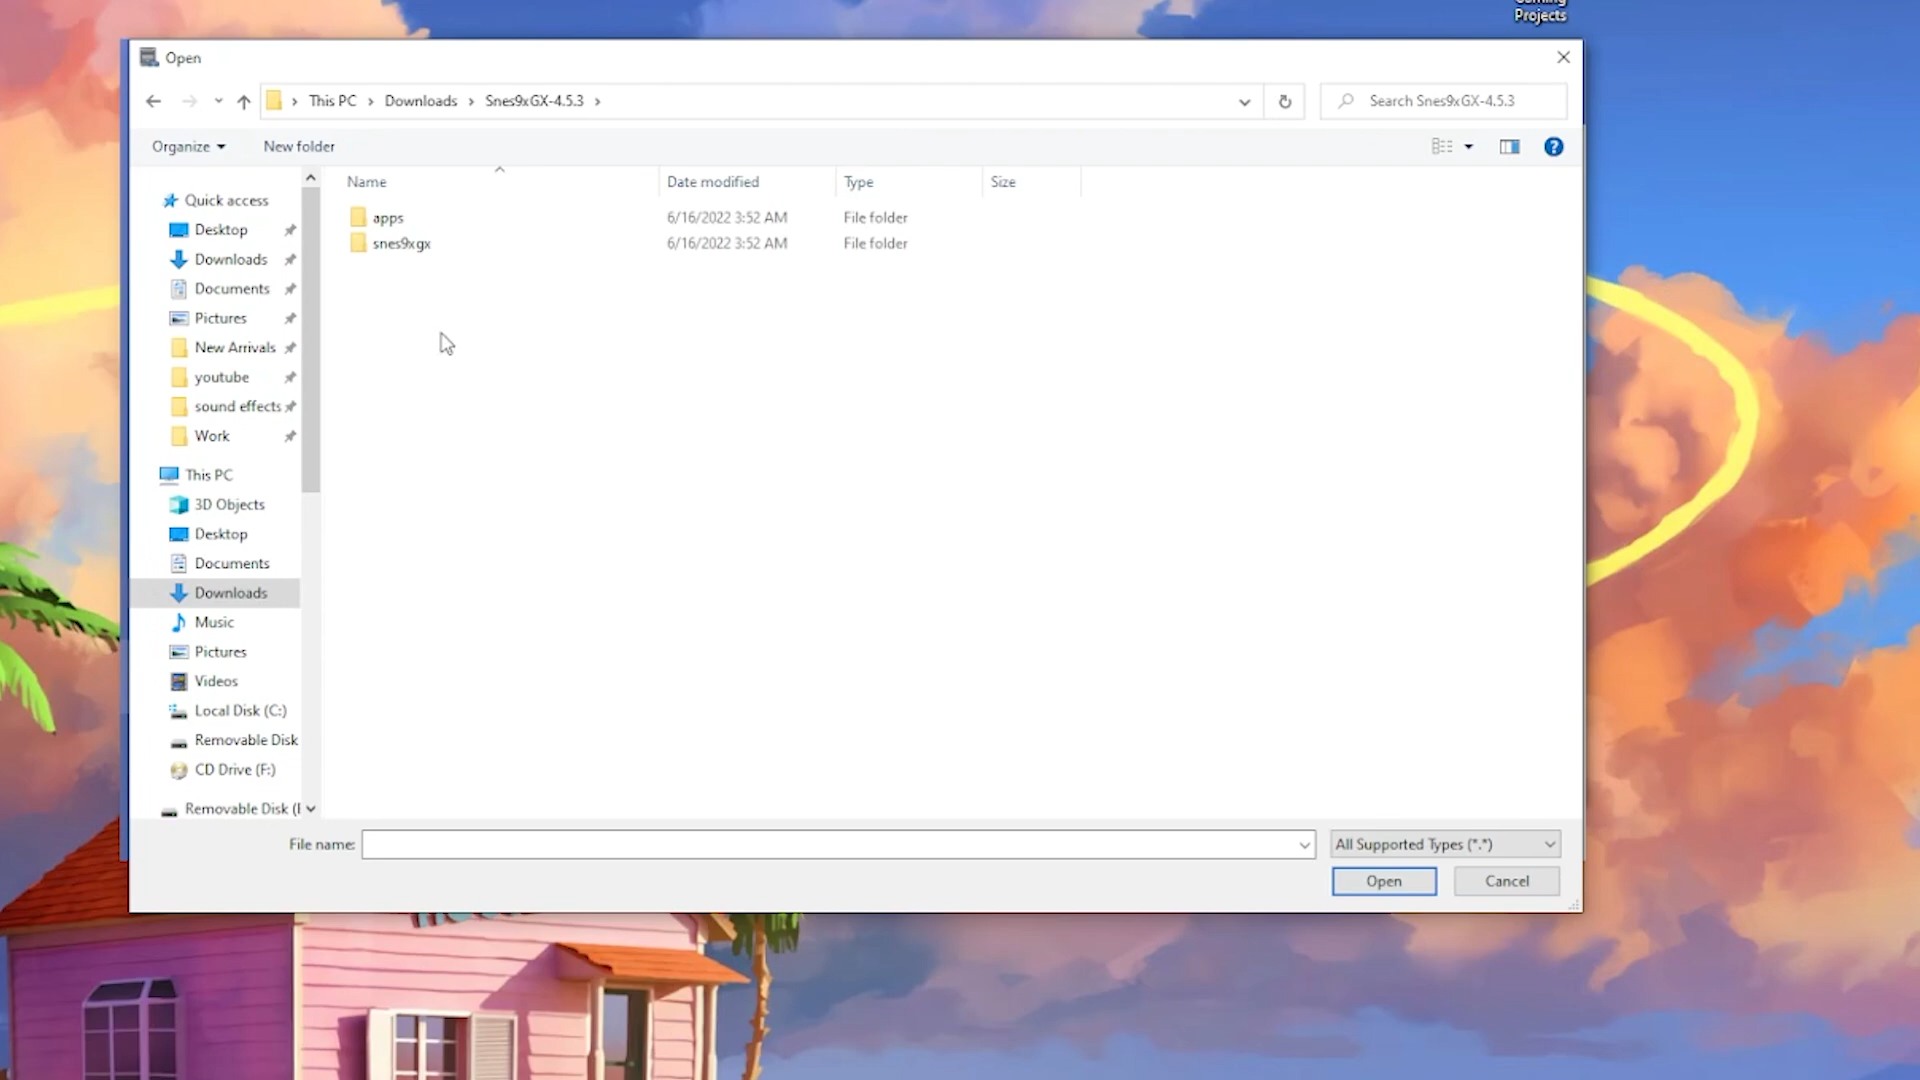 Projects
Open
This PC > Downloads > Snes9xGX-4.5.3 >
Search Snes9xGX-4.5.3
Organize
New folder
Name
Date modified
Type
Size
apps
6/16/2022 3:52 AM
File folder
snes9xgx
6/16/2022 3:52 AM
File folder
Quick access
Desktop
Downloads
Documents
Pictures
New Arrivals
youtube
sound effects
Work
This PC
3D Objects
Desktop
Documents
Downloads
Music
Pictures
Videos
Local Disk (C:)
Removable Disk
CD Drive (F:)
Removable Disk (
File name:
All Supported Types (*.*)
Open
Cancel